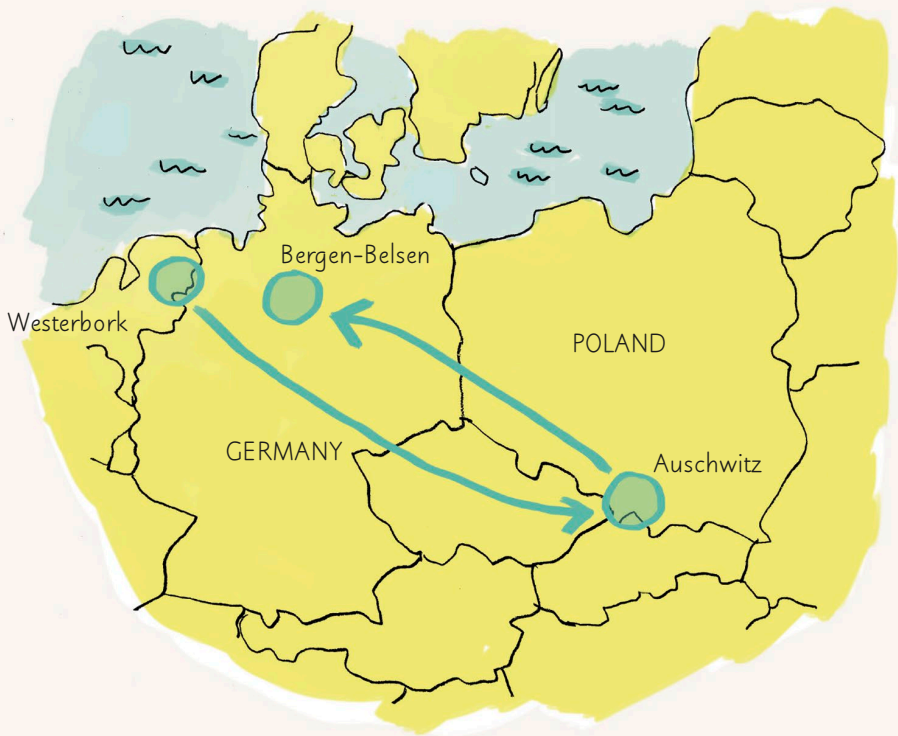 Bergen-Belsen
Westerbork
POLAND
GERMANY
Auschwitz